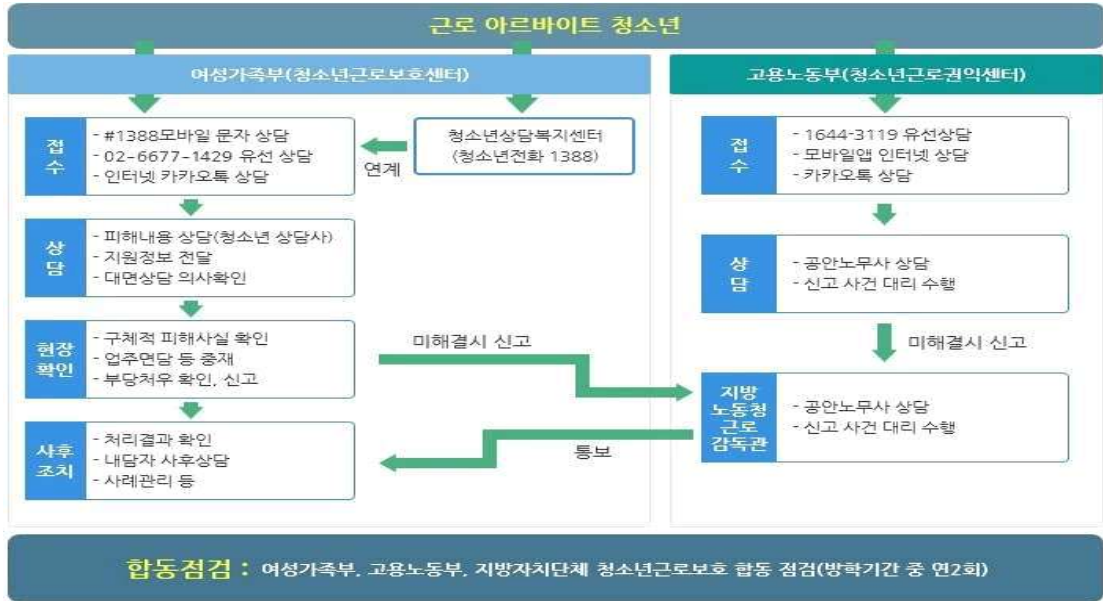 근로 아르바이트 청소년
여성가족부(청소년근로보호센터)
접수
- #1388모바일 문자 상담
- 02-6677-1429 유선 상담
- 인터넷 카카오톡 상담
연계
청소년상담복지센터
(청소년전화 1388)
상담
- 피해내용 상담(청소년 상담사)
- 지원정보 전달
- 대면상담 의사확인
현장
확인
- 구체적 피해사실 확인
- 업주면담 등 중재
- 부당처우 확인, 신고
미해결시 신고
사후
조치
- 처리결과 확인
- 내담자 사후상담
- 사례관리 등
통보
고용노동부(청소년근로권익센터)
접수
- 1644-3119 유선상담
- 모바일앱 인터넷 상담
- 카카오톡 상담
상담
- 공안노무사 상담
- 신고 사건 대리 수행
미해결시 신고
지방
노동청
근로
감독관
- 공안노무사 상담
- 신고 사건 대리 수행
합동점검 : 여성가족부, 고용노동부, 지방자치단체 청소년근로보호 합동 점검(방학기간 중 연2회)